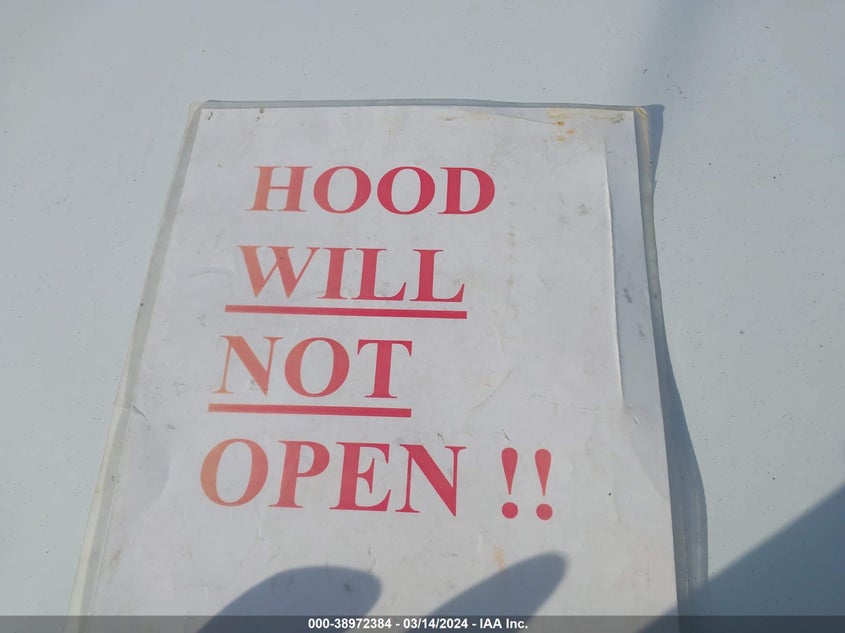 HOOD
WILL
NOT
OPEN !!
000-38972384 - 03/14/2024 - IAA Inc.